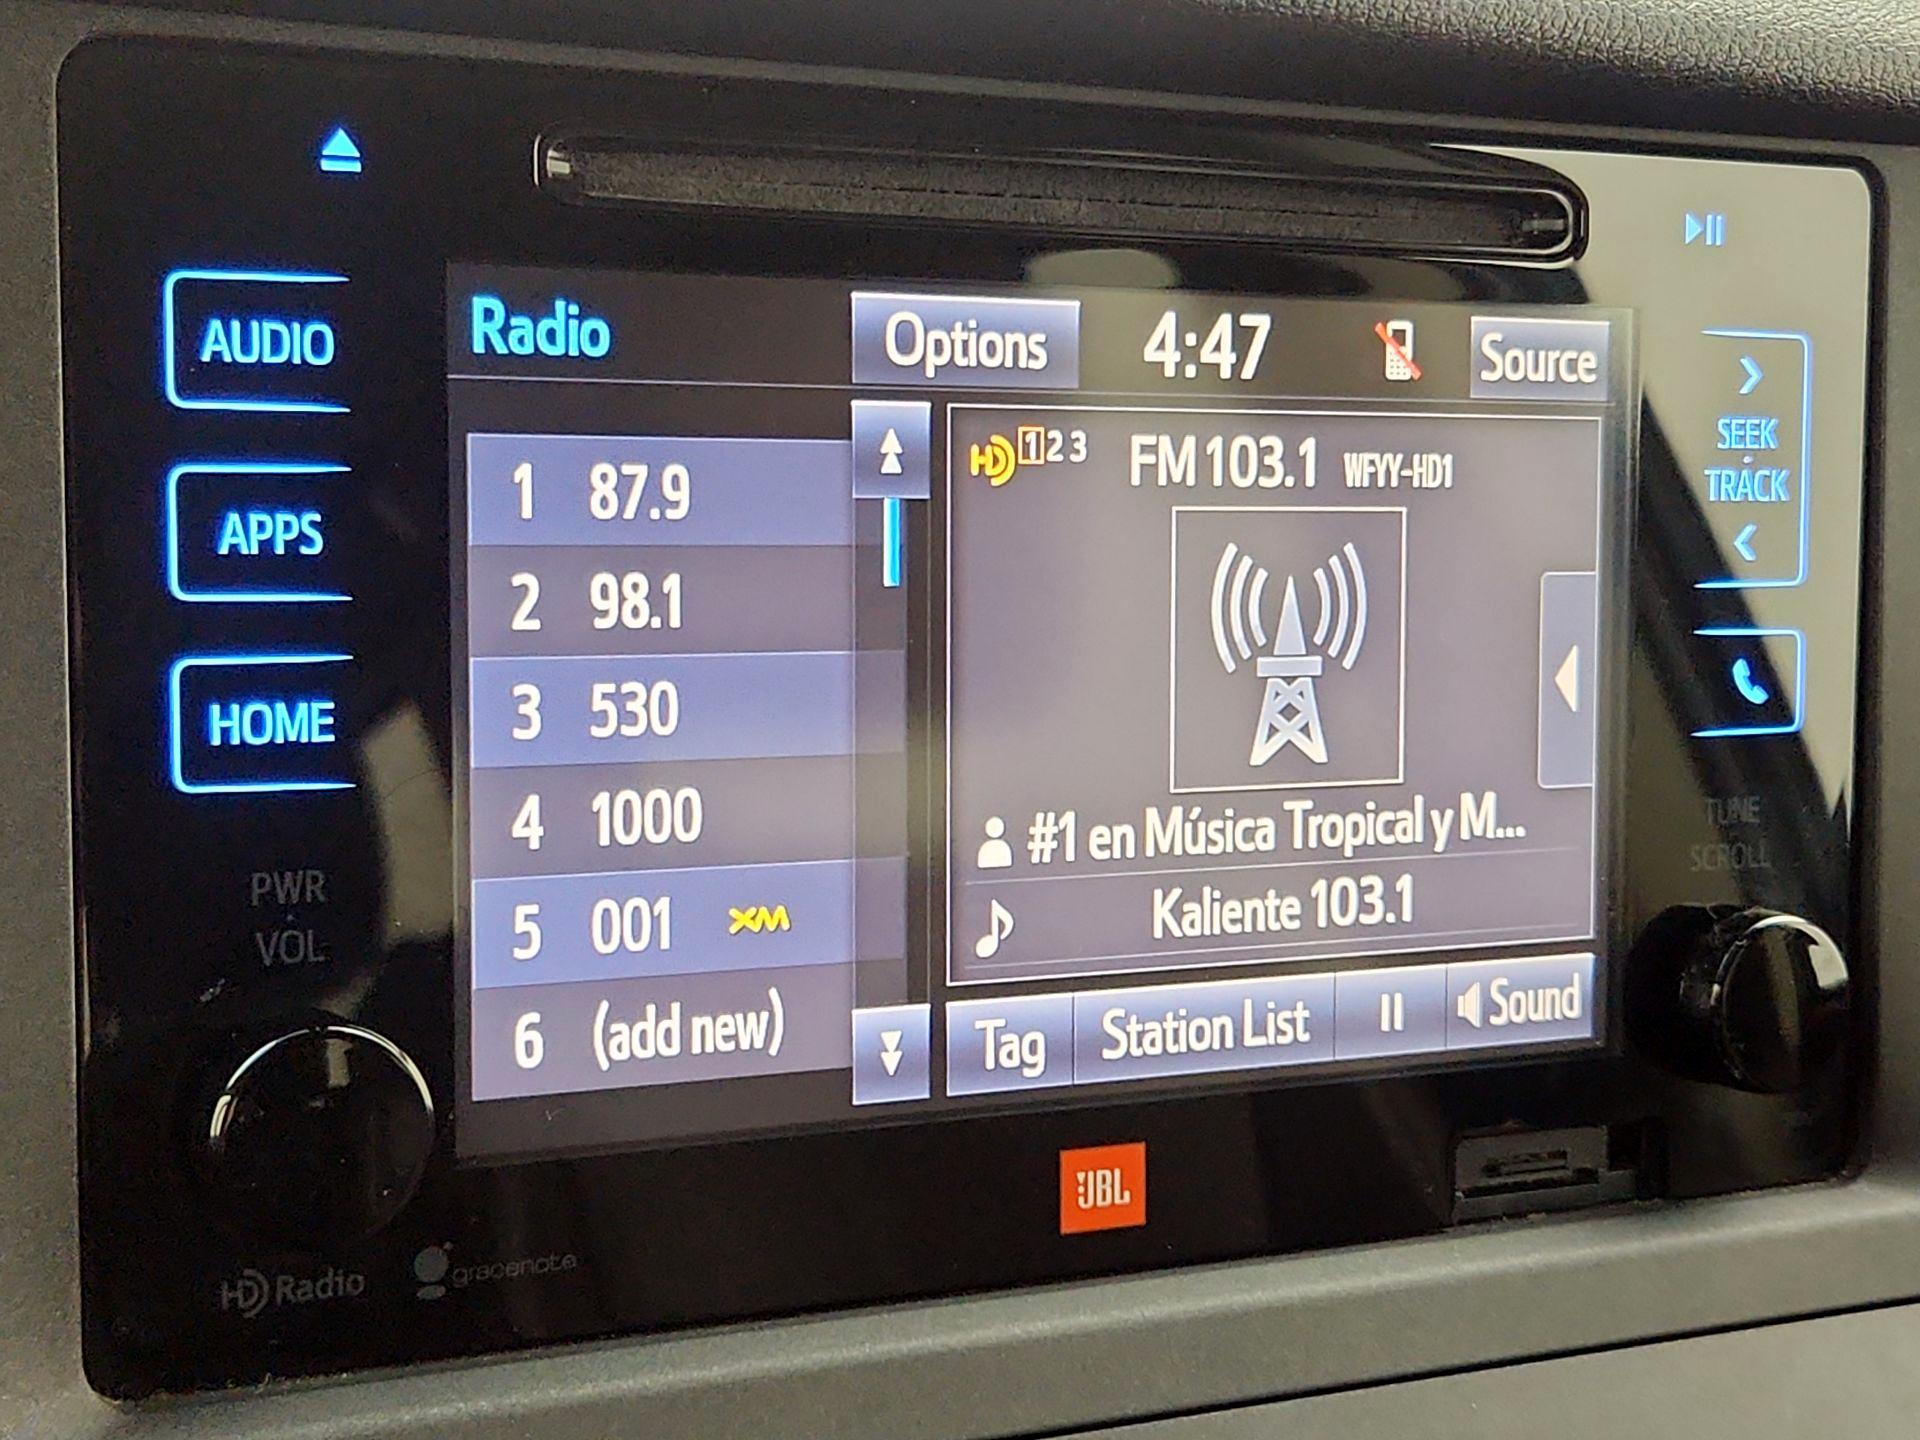 AUDIO
APPS
HOME
PWR
VOL
Radio
Options
4:47
Source
1 87.9
2 98.1
3 530
4 1000
5 001 XM
6 (add new)
HD 1 2 3 FM 103.1 WFYY-HD1
#1 en Música Tropical y M...
Kaliente 103.1
Tag
Station List
Sound
SEEK
TRACK
TUNE
SCROLL
JBL
HD Radio
gracenote